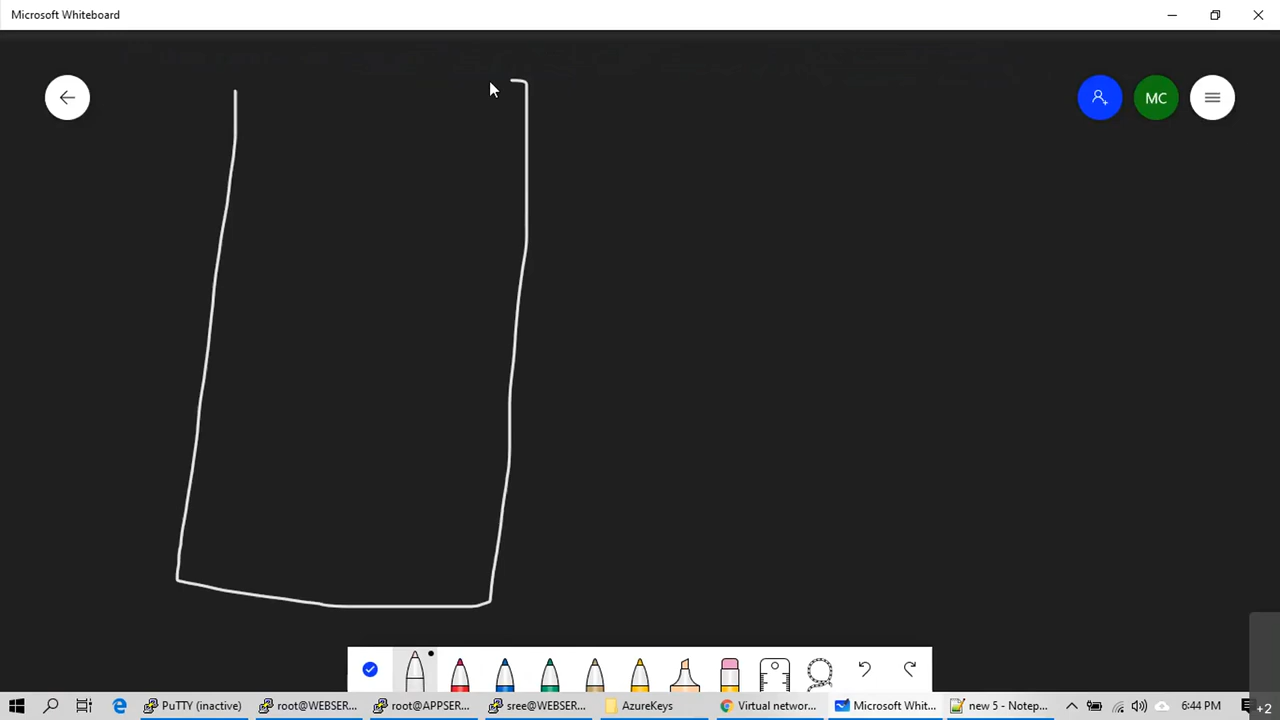 Microsoft Whiteboard
MC
PuTTY (inactive)
root@WEBSER...
root@APPSER...
sree@WEBSER...
AzureKeys
Virtual networ...
Microsoft Whit...
new 5 - Notep...
6:44 PM
+2